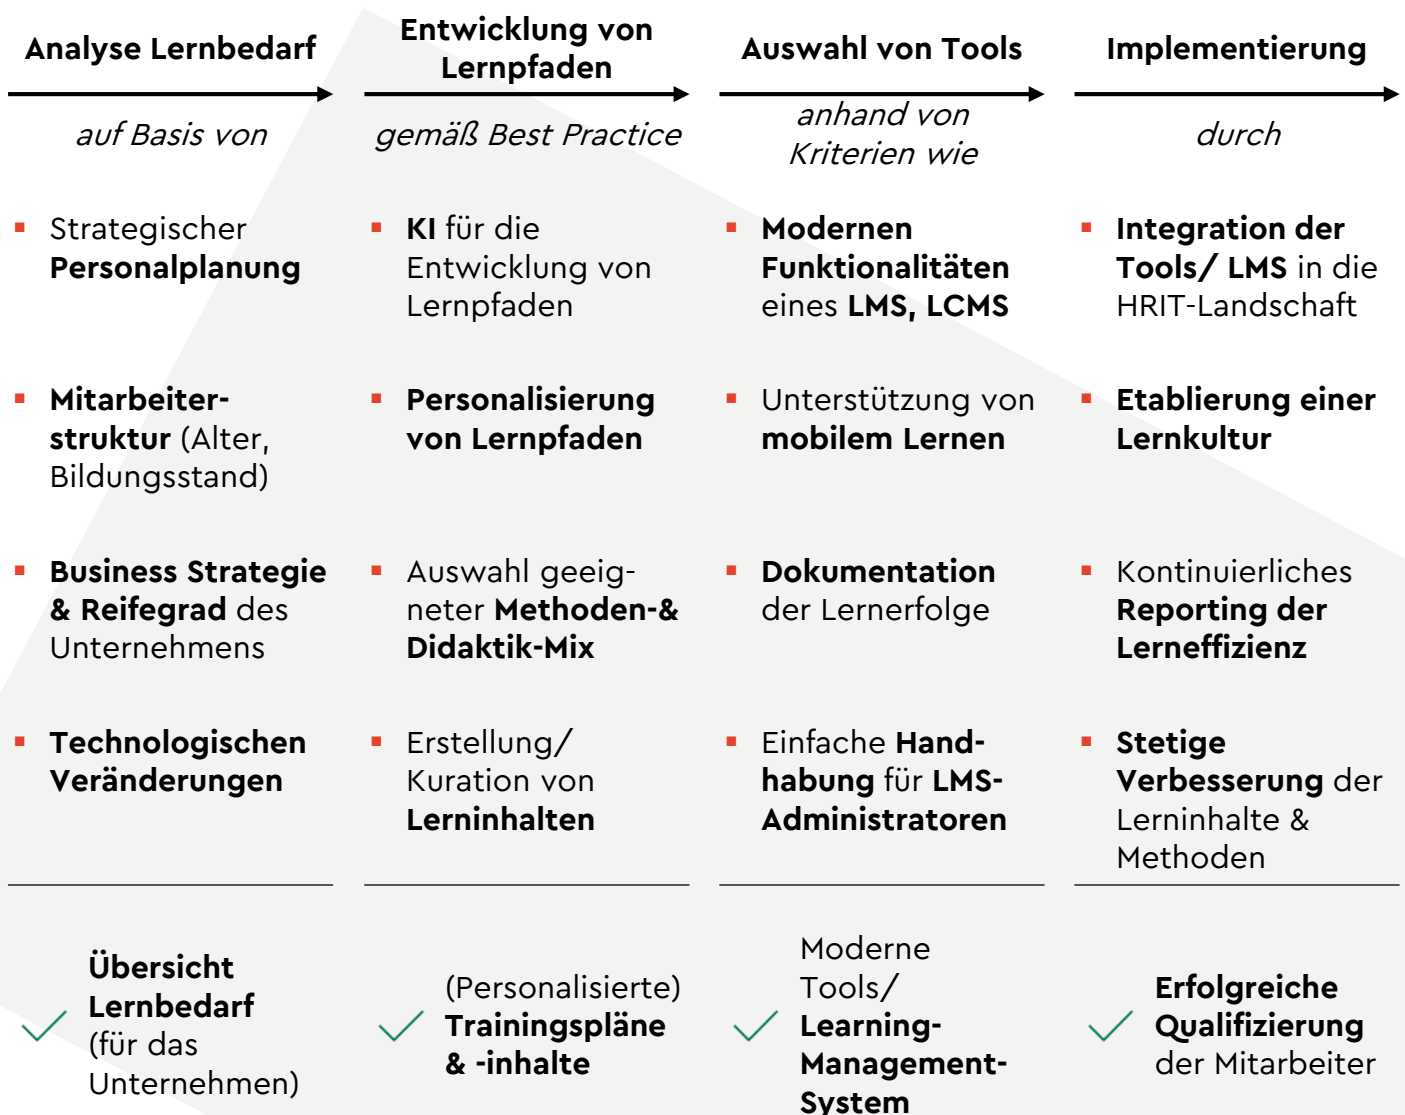 Analyse Lernbedarf
auf Basis von
▪ Strategischer
Personalplanung
▪ Mitarbeiter-
struktur (Alter,
Bildungsstand)
▪ Business Strategie
& Reifegrad des
Unternehmens
▪ Technologischen
Veränderungen
Übersicht
Lernbedarf
(für das
Unternehmen)
Entwicklung von
Lernpfaden
gemäß Best Practice
▪ KI für die
Entwicklung von
Lernpfaden
▪ Personalisierung
von Lernpfaden
▪ Auswahl geeig-
neter Methoden-&
Didaktik-Mix
▪ Erstellung/
Kuration von
Lerninhalten
(Personalisierte)
Trainingspläne
& -inhalte
Auswahl von Tools
anhand von
Kriterien wie
▪ Modernen
Funktionalitäten
eines LMS, LCMS
▪ Unterstützung von
mobilem Lernen
▪ Dokumentation
der Lernerfolge
▪ Einfache Hand-
habung für LMS-
Administratoren
Moderne
Tools/
Learning-
Management-
System
Implementierung
durch
▪ Integration der
Tools/ LMS in die
HRIT-Landschaft
▪ Etablierung einer
Lernkultur
▪ Kontinuierliches
Reporting der
Lerneffizienz
▪ Stetige
Verbesserung der
Lerninhalte &
Methoden
Erfolgreiche
Qualifizierung
der Mitarbeiter